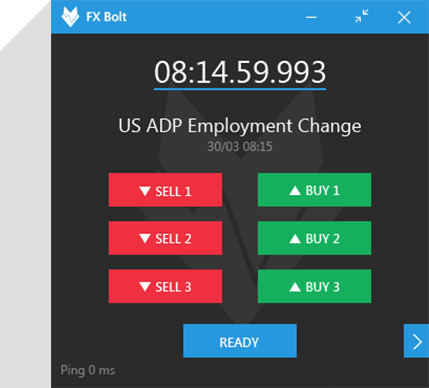 FX Bolt
08:14.59.993
US ADP Employment Change
30/03 08:15
▼ SELL 1
▲ BUY 1
▼ SELL 2
▲ BUY 2
▼ SELL 3
▲ BUY 3
READY
Ping 0 ms